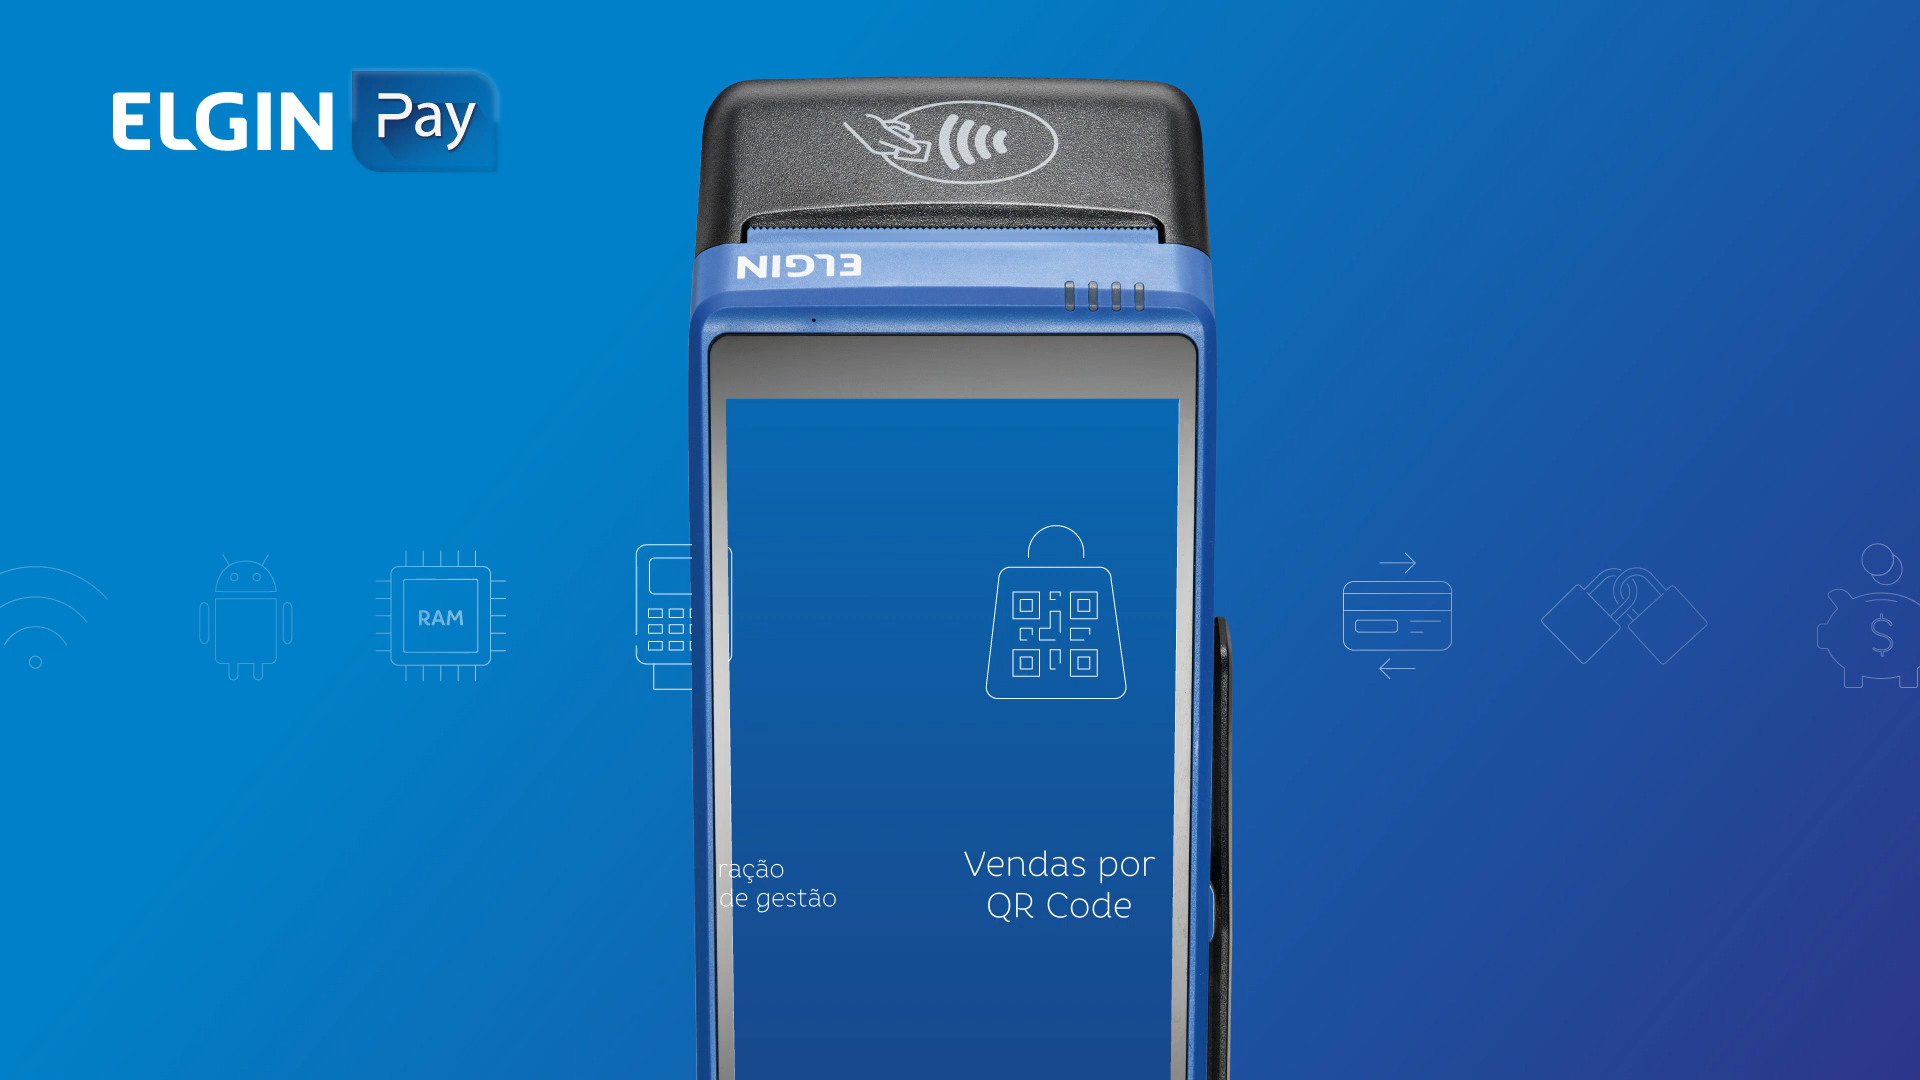 ELGIN Pay
ELGIN
RAM
$
ração
de gestão
Vendas por
QR Code